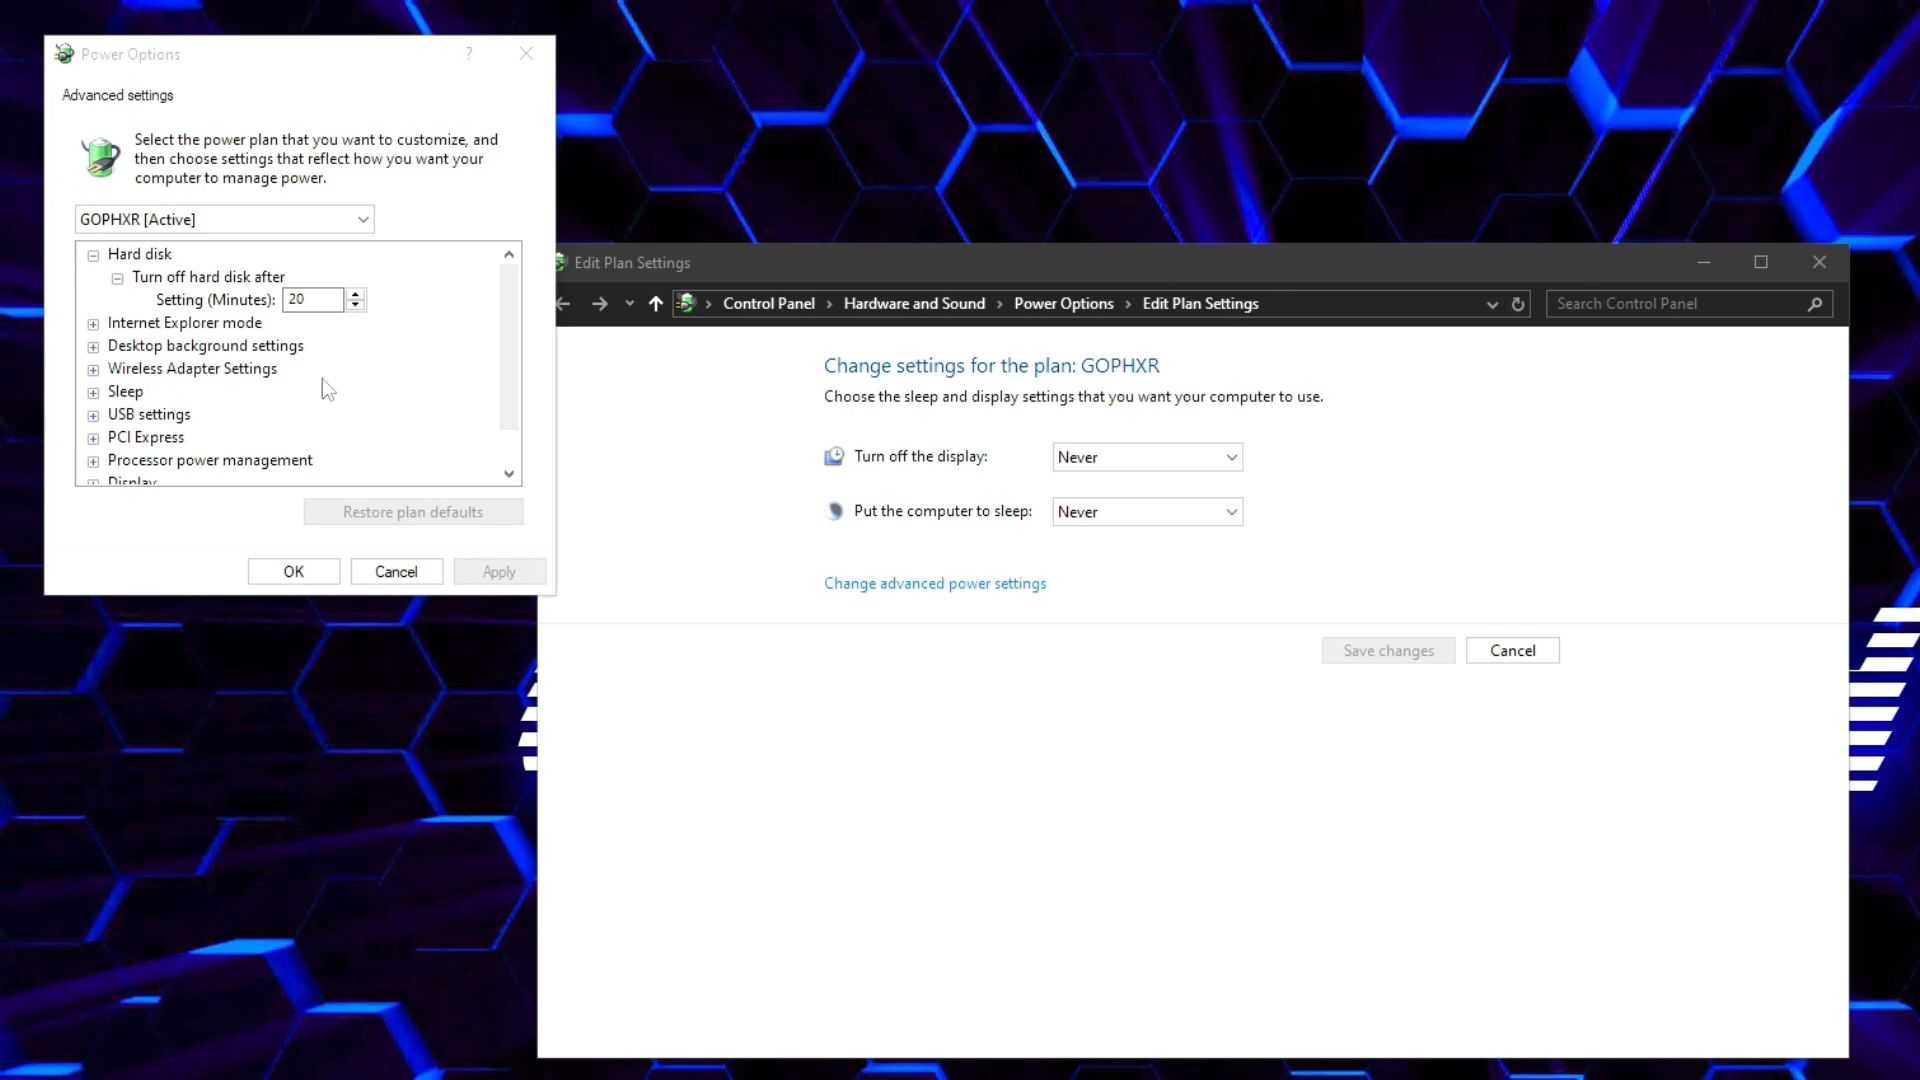 Power Options
?
Advanced settings
Select the power plan that you want to customize, and
then choose settings that reflect how you want your
computer to manage power.
GOPHXR [Active]
Hard disk
Turn off hard disk after
Setting (Minutes): 20
Internet Explorer mode
Desktop background settings
Wireless Adapter Settings
Sleep
USB settings
PCI Express
Processor power management
Display
Restore plan defaults
OK
Cancel
Apply
Edit Plan Settings
Control Panel > Hardware and Sound > Power Options > Edit Plan Settings
Search Control Panel
Change settings for the plan: GOPHXR
Choose the sleep and display settings that you want your computer to use.
Turn off the display: Never
Put the computer to sleep: Never
Change advanced power settings
Save changes
Cancel